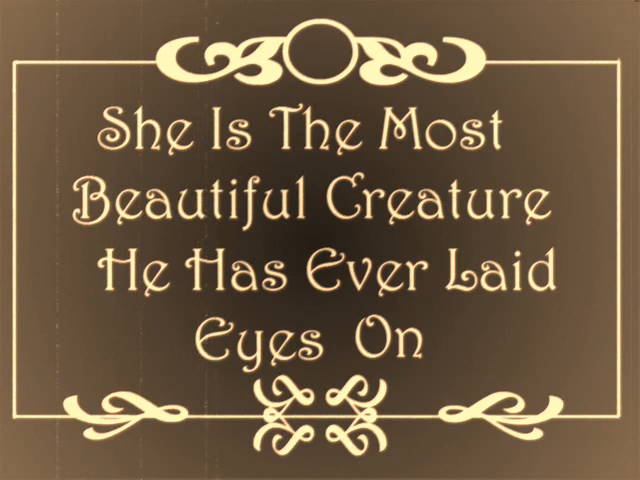 She Is The Most
Beautiful Creature
He Has Ever Laid
Eyes On